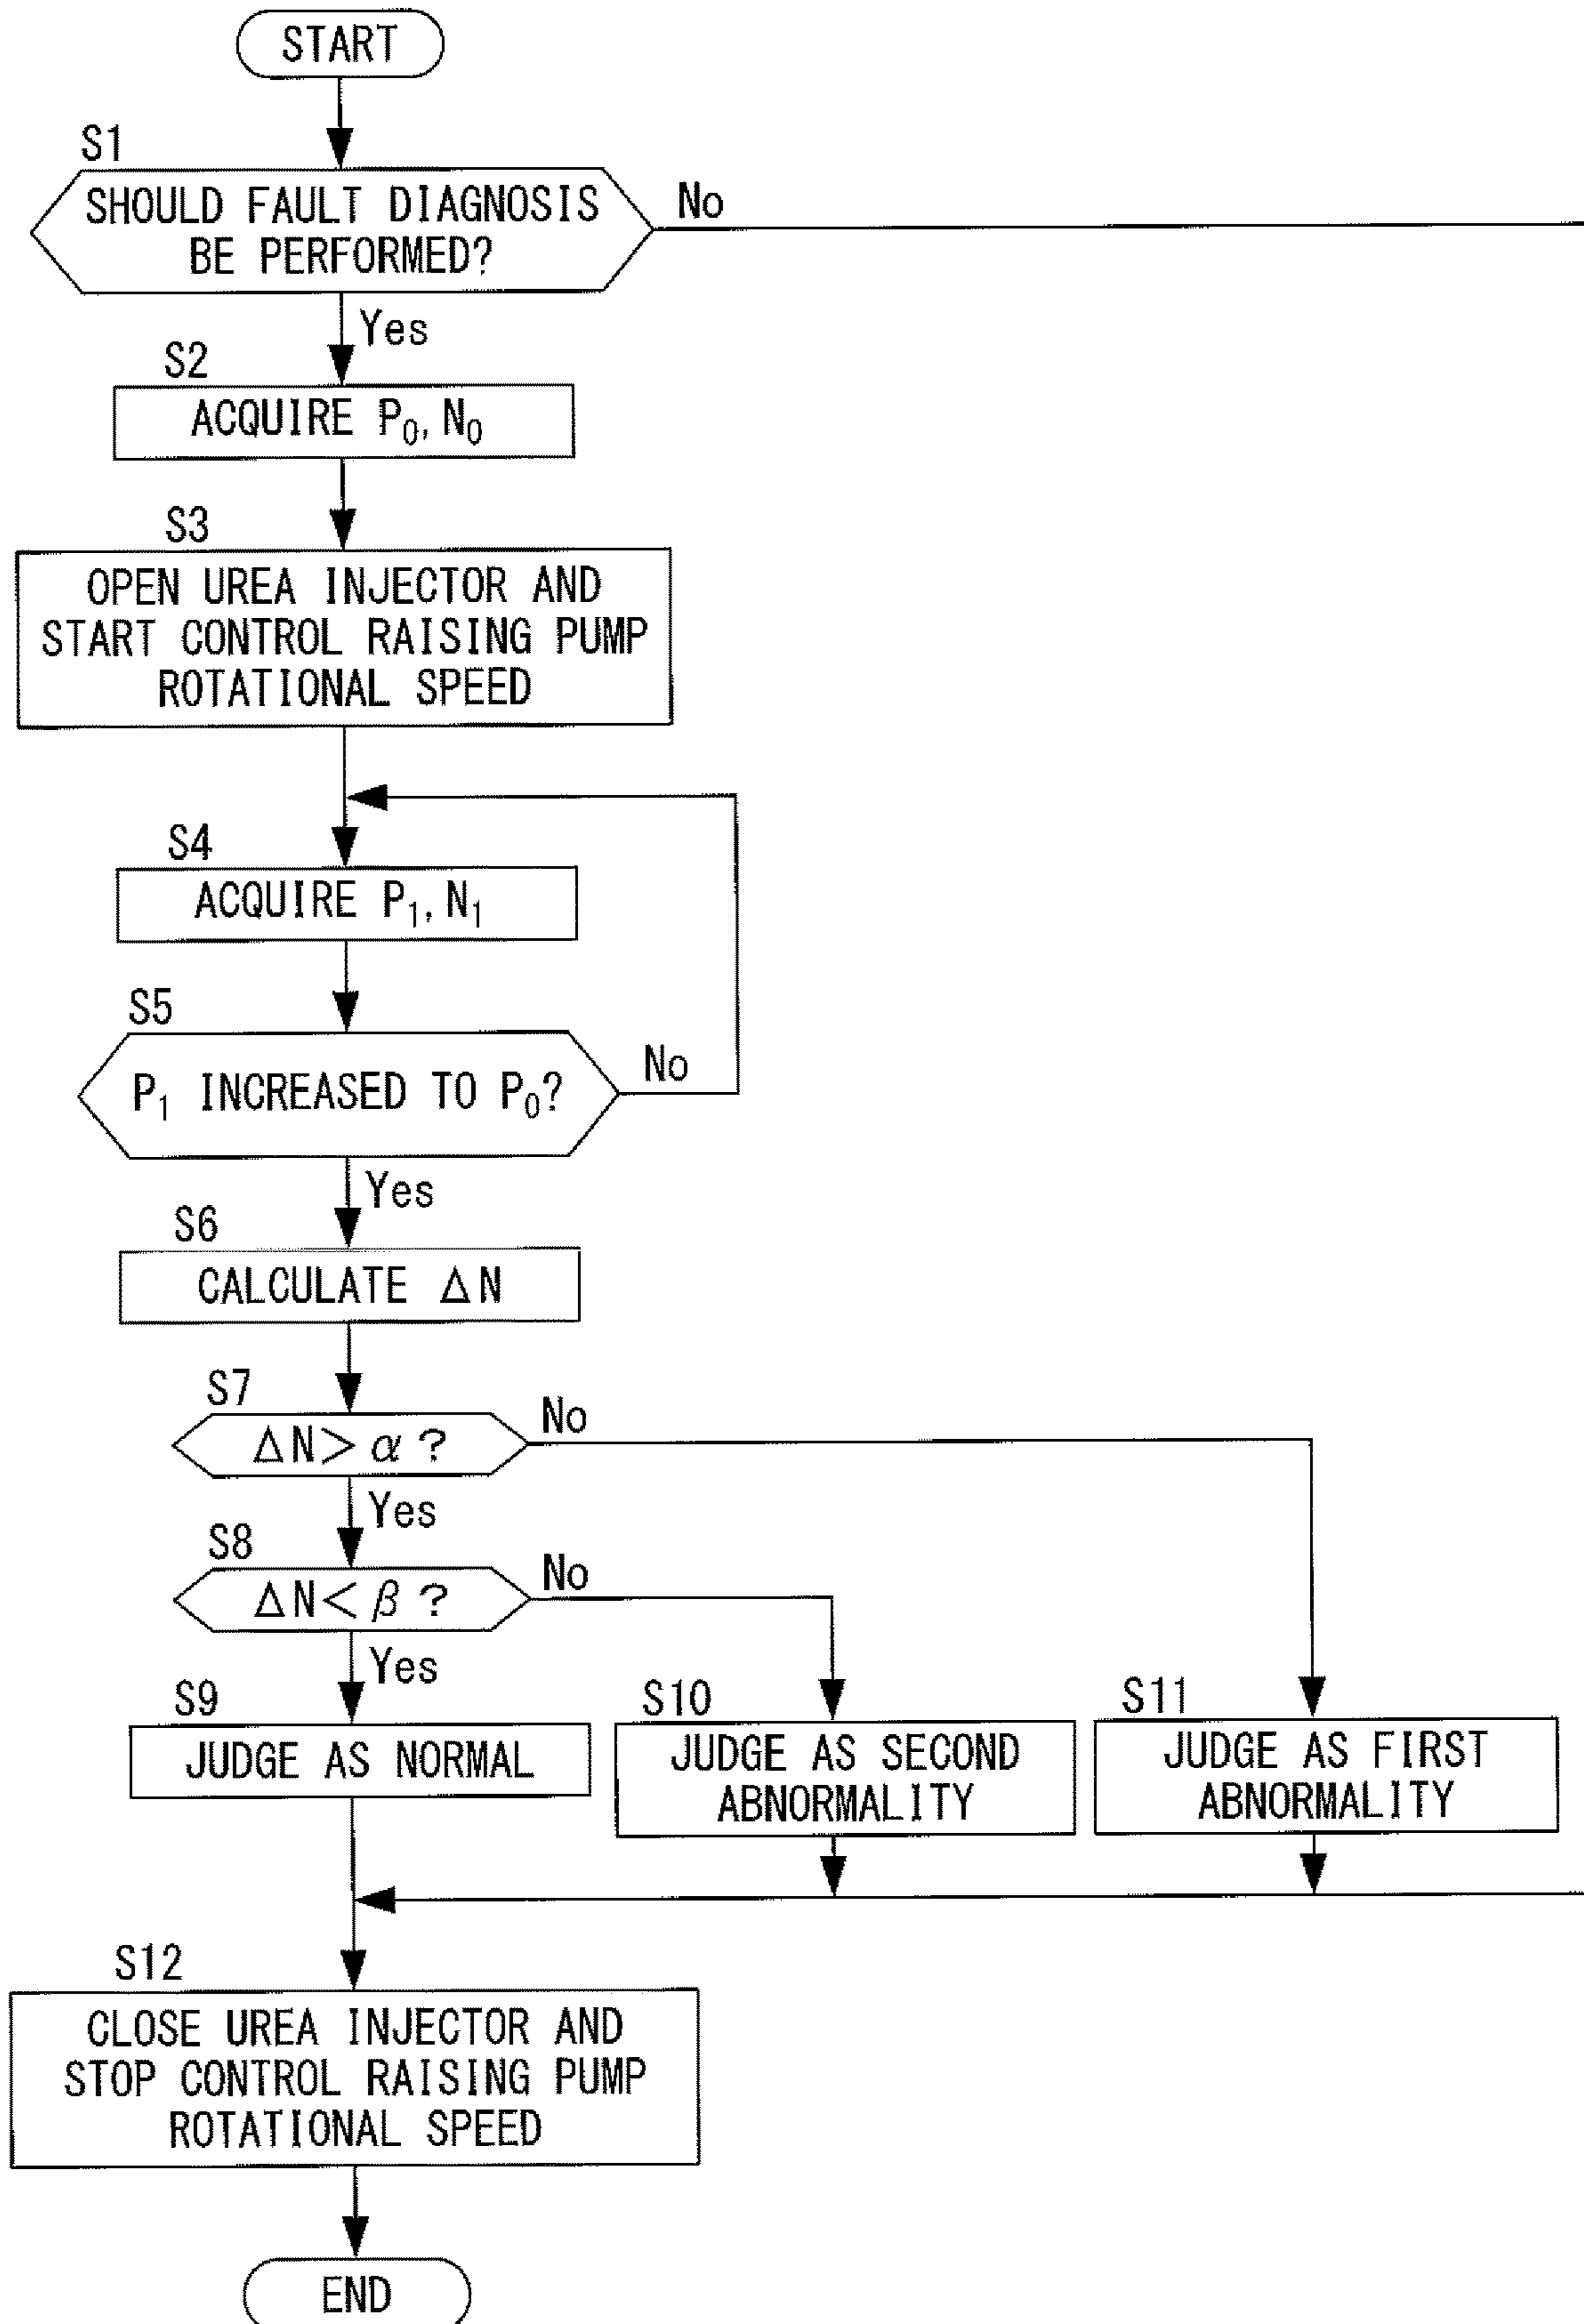 START
S1
SHOULD FAULT DIAGNOSIS
BE PERFORMED?
No
Yes
S2
ACQUIRE P₀, N₀
S3
OPEN UREA INJECTOR AND
START CONTROL RAISING PUMP
ROTATIONAL SPEED
S4
ACQUIRE P₁, N₁
S5
P₁ INCREASED TO P₀?
No
Yes
S6
CALCULATE ΔN
S7
ΔN > α ?
No
Yes
S8
ΔN < β ?
No
Yes
S9
JUDGE AS NORMAL
S10
JUDGE AS SECOND
ABNORMALITY
S11
JUDGE AS FIRST
ABNORMALITY
S12
CLOSE UREA INJECTOR AND
STOP CONTROL RAISING PUMP
ROTATIONAL SPEED
END